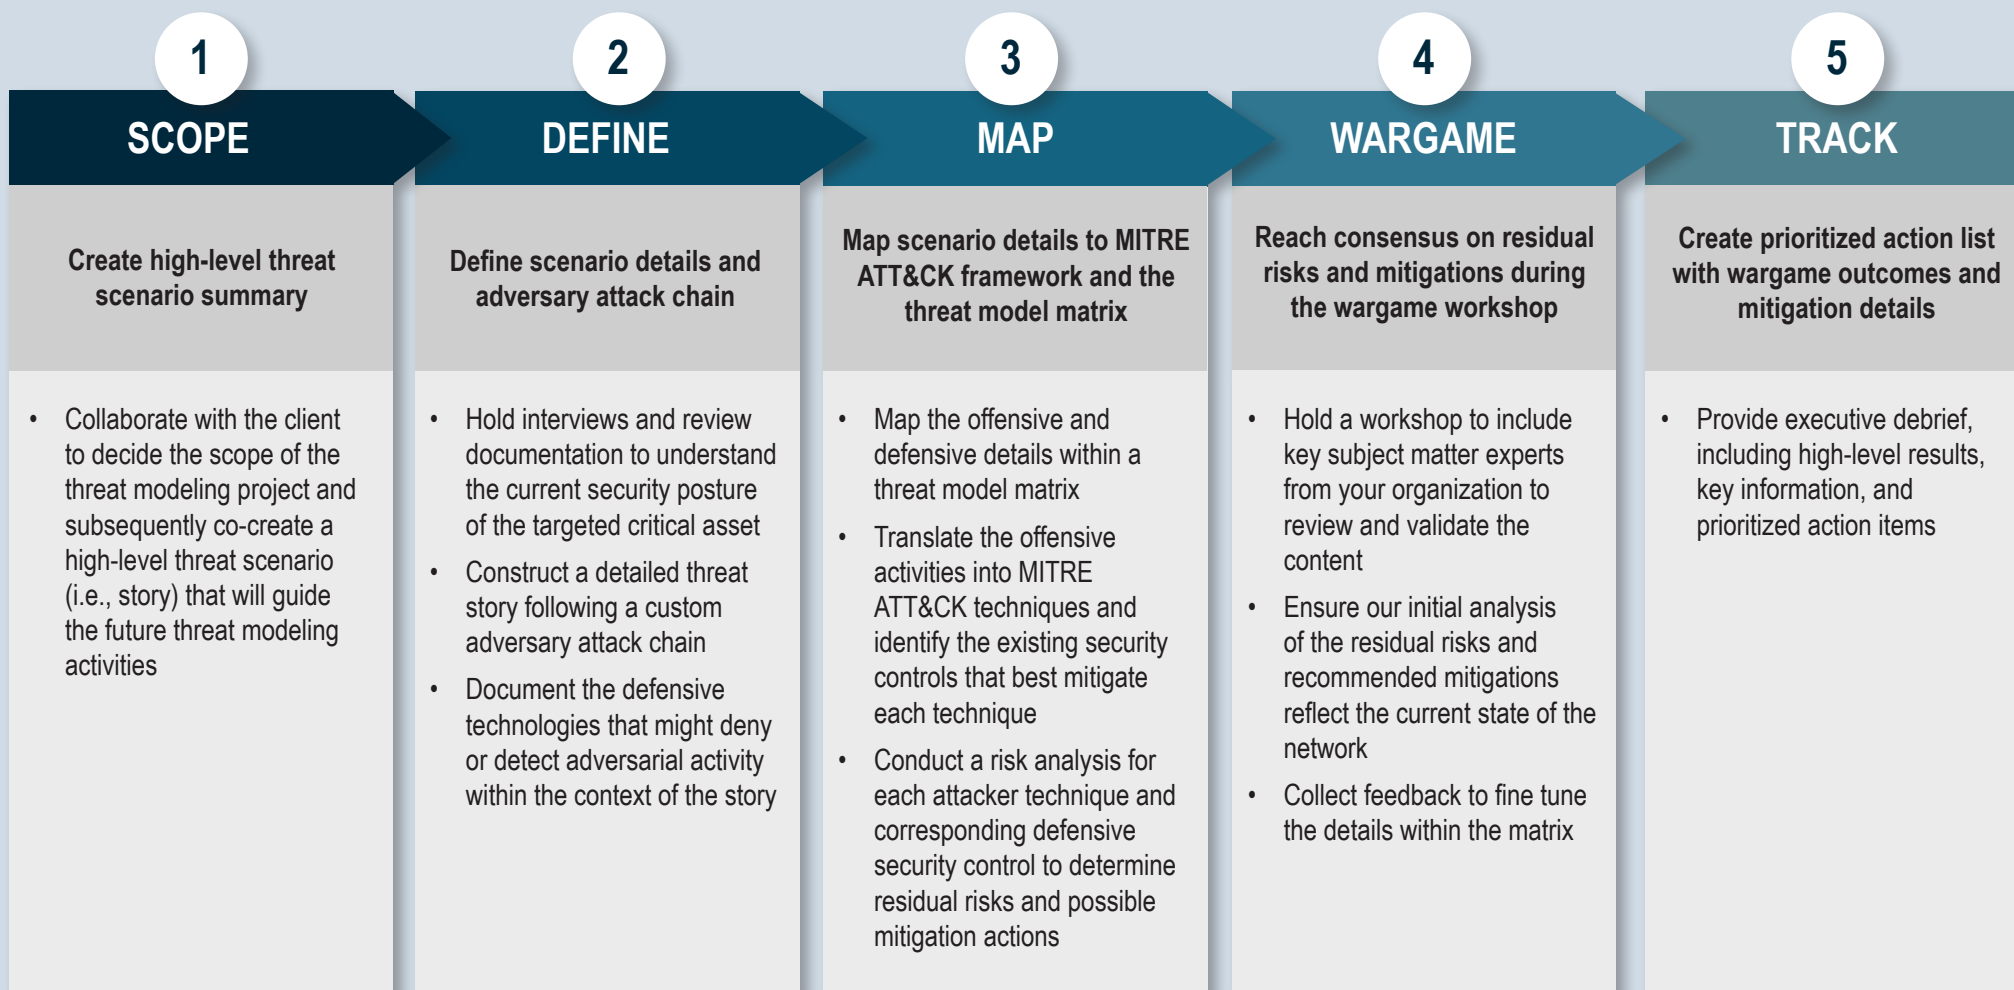 1
SCOPE
Create high-level threat
scenario summary
• Collaborate with the client
to decide the scope of the
threat modeling project and
subsequently co-create a
high-level threat scenario
(i.e., story) that will guide
the future threat modeling
activities
2
DEFINE
Define scenario details and
adversary attack chain
• Hold interviews and review
documentation to understand
the current security posture
of the targeted critical asset
• Construct a detailed threat
story following a custom
adversary attack chain
• Document the defensive
technologies that might deny
or detect adversarial activity
within the context of the story
3
MAP
Map scenario details to MITRE
ATT&CK framework and the
threat model matrix
• Map the offensive and
defensive details within a
threat model matrix
• Translate the offensive
activities into MITRE
ATT&CK techniques and
identify the existing security
controls that best mitigate
each technique
• Conduct a risk analysis for
each attacker technique and
corresponding defensive
security control to determine
residual risks and possible
mitigation actions
4
WARGAME
Reach consensus on residual
risks and mitigations during
the wargame workshop
• Hold a workshop to include
key subject matter experts
from your organization to
review and validate the
content
• Ensure our initial analysis
of the residual risks and
recommended mitigations
reflect the current state of the
network
• Collect feedback to fine tune
the details within the matrix
5
TRACK
Create prioritized action list
with wargame outcomes and
mitigation details
• Provide executive debrief,
including high-level results,
key information, and
prioritized action items